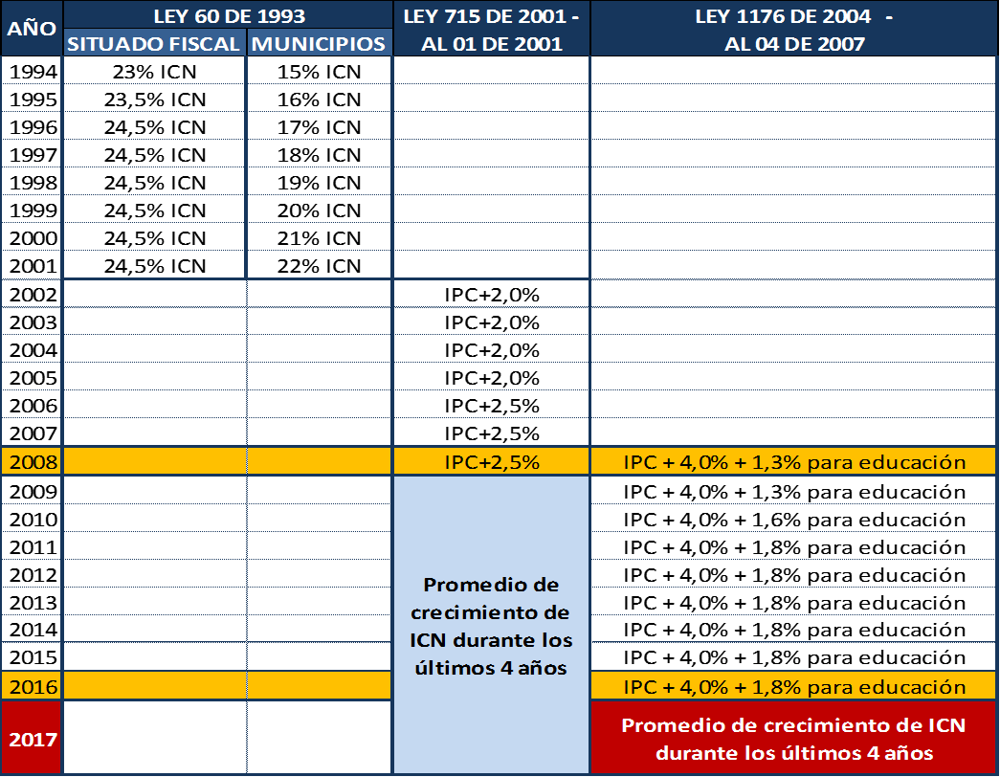 AÑO LEY 60 DE 1993 LEY 715 DE 2001 - AL 01 DE 2001 LEY 1176 DE 2004 - AL 04 DE 2007
SITUADO FISCAL MUNICIPIOS
1994 23% ICN 15% ICN
1995 23,5% ICN 16% ICN
1996 24,5% ICN 17% ICN
1997 24,5% ICN 18% ICN
1998 24,5% ICN 19% ICN
1999 24,5% ICN 20% ICN
2000 24,5% ICN 21% ICN
2001 24,5% ICN 22% ICN
2002 IPC+2,0%
2003 IPC+2,0%
2004 IPC+2,0%
2005 IPC+2,0%
2006 IPC+2,5%
2007 IPC+2,5%
2008 IPC+2,5% IPC + 4,0% + 1,3% para educación
2009 IPC + 4,0% + 1,3% para educación
2010 IPC + 4,0% + 1,6% para educación
2011 IPC + 4,0% + 1,8% para educación
2012 IPC + 4,0% + 1,8% para educación
2013 IPC + 4,0% + 1,8% para educación
2014 IPC + 4,0% + 1,8% para educación
2015 IPC + 4,0% + 1,8% para educación
2016 IPC + 4,0% + 1,8% para educación
Promedio de
crecimiento de
ICN durante los
últimos 4 años
2017 Promedio de crecimiento de ICN
durante los últimos 4 años